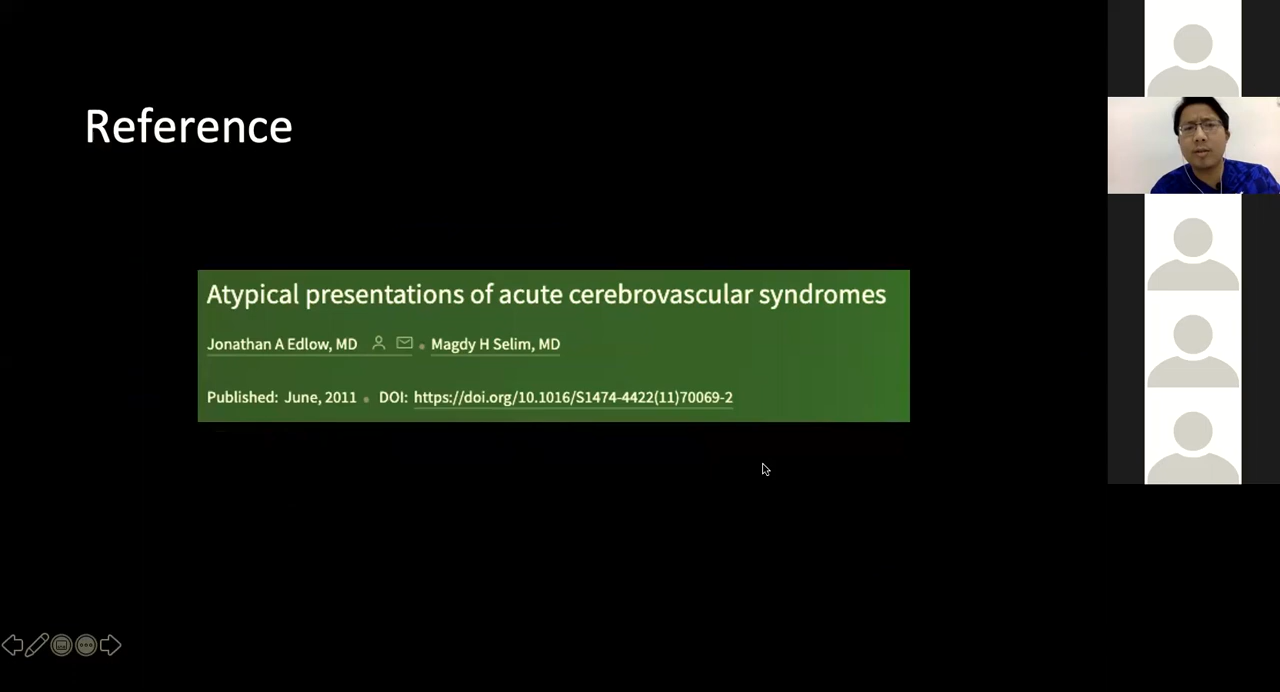 Reference
Atypical presentations of acute cerebrovascular syndromes
Jonathan A Edlow, MD • Magdy H Selim, MD
Published: June, 2011 • DOI: https://doi.org/10.1016/S1474-4422(11)70069-2